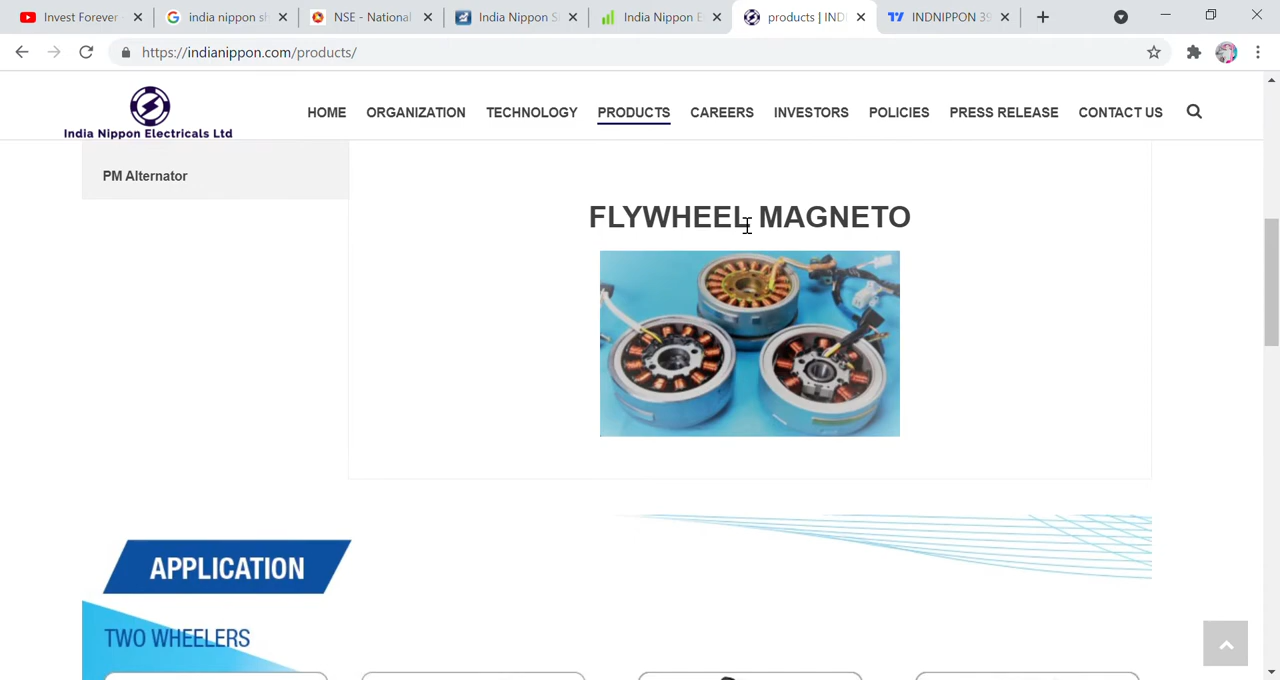 Invest Forever
india nippon sh
NSE - National
India Nippon S
India Nippon E
products | IND
INDNIPPON 39
https://indianippon.com/products/
India Nippon Electricals Ltd
HOME
ORGANIZATION
TECHNOLOGY
PRODUCTS
CAREERS
INVESTORS
POLICIES
PRESS RELEASE
CONTACT US
PM Alternator
FLYWHEEL MAGNETO
APPLICATION
TWO WHEELERS